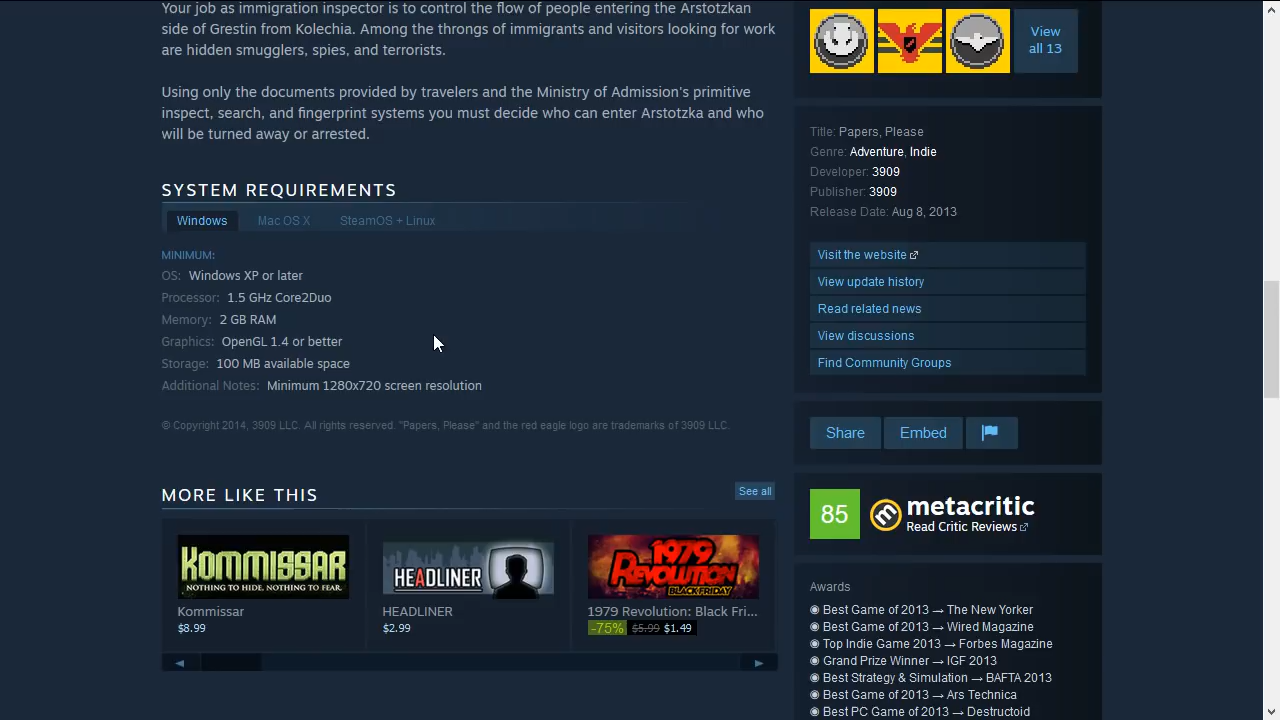 Your job as immigration inspector is to control the flow of people entering the Arstotzkan
side of Grestin from Kolechia. Among the throngs of immigrants and visitors looking for work
are hidden smugglers, spies, and terrorists.
Using only the documents provided by travelers and the Ministry of Admission's primitive
inspect, search, and fingerprint systems you must decide who can enter Arstotzka and who
will be turned away or arrested.
SYSTEM REQUIREMENTS
Windows Mac OS X SteamOS + Linux
MINIMUM:
OS: Windows XP or later
Processor: 1.5 GHz Core2Duo
Memory: 2 GB RAM
Graphics: OpenGL 1.4 or better
Storage: 100 MB available space
Additional Notes: Minimum 1280x720 screen resolution
© Copyright 2014, 3909 LLC. All rights reserved. "Papers, Please" and the red eagle logo are trademarks of 3909 LLC.
MORE LIKE THIS
See all
KOMMISSAR
NOTHING TO HIDE, NOTHING TO FEAR.
Kommissar
$8.99
HEADLINER
HEADLINER
$2.99
1979
REVOLUTION
BLACK FRIDAY
1979 Revolution: Black Fri...
-75% $5.99 $1.49
View
all 13
Title: Papers, Please
Genre: Adventure, Indie
Developer: 3909
Publisher: 3909
Release Date: Aug 8, 2013
Visit the website
View update history
Read related news
View discussions
Find Community Groups
Share Embed
85 m metacritic
Read Critic Reviews
Awards
◉ Best Game of 2013 → The New Yorker
◉ Best Game of 2013 → Wired Magazine
◉ Top Indie Game 2013 → Forbes Magazine
◉ Grand Prize Winner → IGF 2013
◉ Best Strategy & Simulation → BAFTA 2013
◉ Best Game of 2013 → Ars Technica
◉ Best PC Game of 2013 → Destructoid